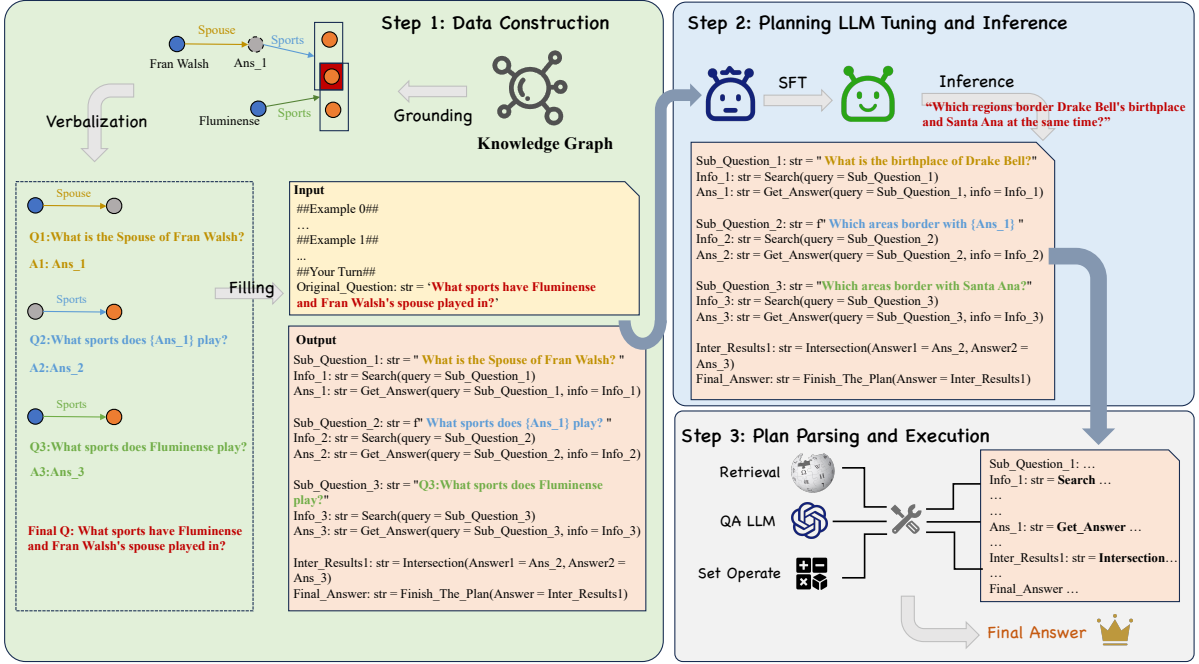 Step 1: Data Construction
Spouse
Sports
Fran Walsh
Ans_1
Fluminense
Sports
Grounding
Knowledge Graph
Verbalization
Spouse
Q1:What is the Spouse of Fran Walsh?
A1: Ans_1
Sports
Q2:What sports does {Ans_1} play?
A2:Ans_2
Sports
Q3:What sports does Fluminense play?
A3:Ans_3
Final Q: What sports have Fluminense
and Fran Walsh's spouse played in?
Filling
Input
##Example 0##
…
##Example 1##
...
##Your Turn##
Original_Question: str = ‘What sports have Fluminense
and Fran Walsh's spouse played in?’
Output
Sub_Question_1: str = " What is the Spouse of Fran Walsh? "
Info_1: str = Search(query = Sub_Question_1)
Ans_1: str = Get_Answer(query = Sub_Question_1, info = Info_1)
Sub_Question_2: str = f" What sports does {Ans_1} play? "
Info_2: str = Search(query = Sub_Question_2)
Ans_2: str = Get_Answer(query = Sub_Question_2, info = Info_2)
Sub_Question_3: str = "Q3:What sports does Fluminense
play?"
Info_3: str = Search(query = Sub_Question_3)
Ans_3: str = Get_Answer(query = Sub_Question_3, info = Info_3)
Inter_Results1: str = Intersection(Answer1 = Ans_2, Answer2 =
Ans_3)
Final_Answer: str = Finish_The_Plan(Answer = Inter_Results1)
Step 2: Planning LLM Tuning and Inference
SFT
Inference
“Which regions border Drake Bell's birthplace
and Santa Ana at the same time?”
Sub_Question_1: str = " What is the birthplace of Drake Bell?"
Info_1: str = Search(query = Sub_Question_1)
Ans_1: str = Get_Answer(query = Sub_Question_1, info = Info_1)
Sub_Question_2: str = f" Which areas border with {Ans_1} "
Info_2: str = Search(query = Sub_Question_2)
Ans_2: str = Get_Answer(query = Sub_Question_2, info = Info_2)
Sub_Question_3: str = "Which areas border with Santa Ana?"
Info_3: str = Search(query = Sub_Question_3)
Ans_3: str = Get_Answer(query = Sub_Question_3, info = Info_3)
Inter_Results1: str = Intersection(Answer1 = Ans_2, Answer2 =
Ans_3)
Final_Answer: str = Finish_The_Plan(Answer = Inter_Results1)
Step 3: Plan Parsing and Execution
Retrieval
QA LLM
Set Operate
Sub_Question_1: …
Info_1: str = Search …
…
…
Ans_1: str = Get_Answer …
…
Inter_Results1: str = Intersection…
…
Final_Answer …
Final Answer